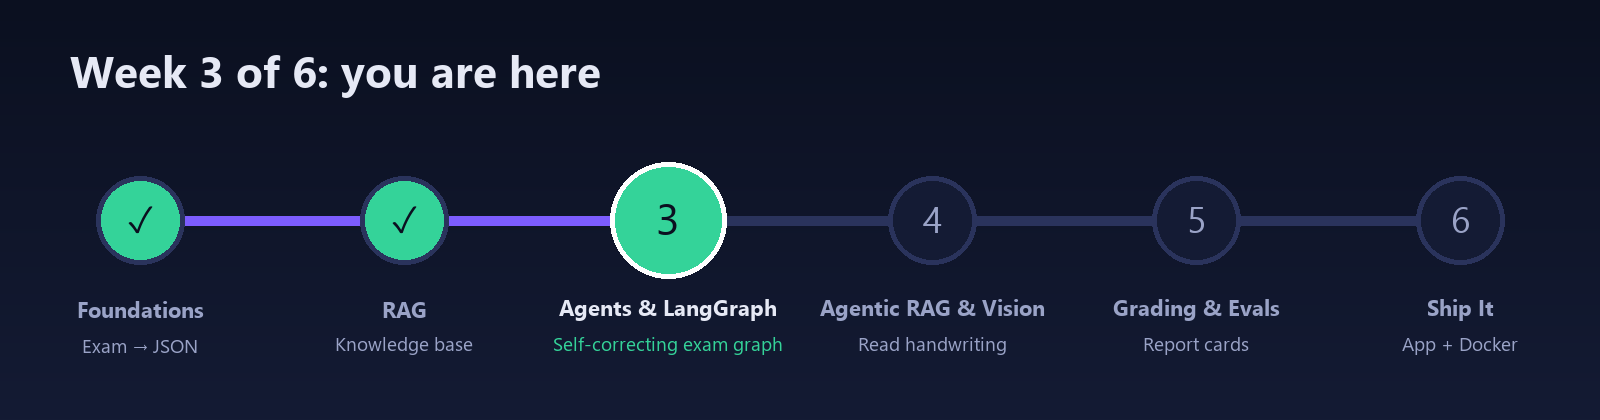 Week 3 of 6: you are here
✓ ✓ 3 4 5 6
Foundations RAG Agents & LangGraph Agentic RAG & Vision Grading & Evals Ship It
Exam → JSON Knowledge base Self-correcting exam graph Read handwriting Report cards App + Docker